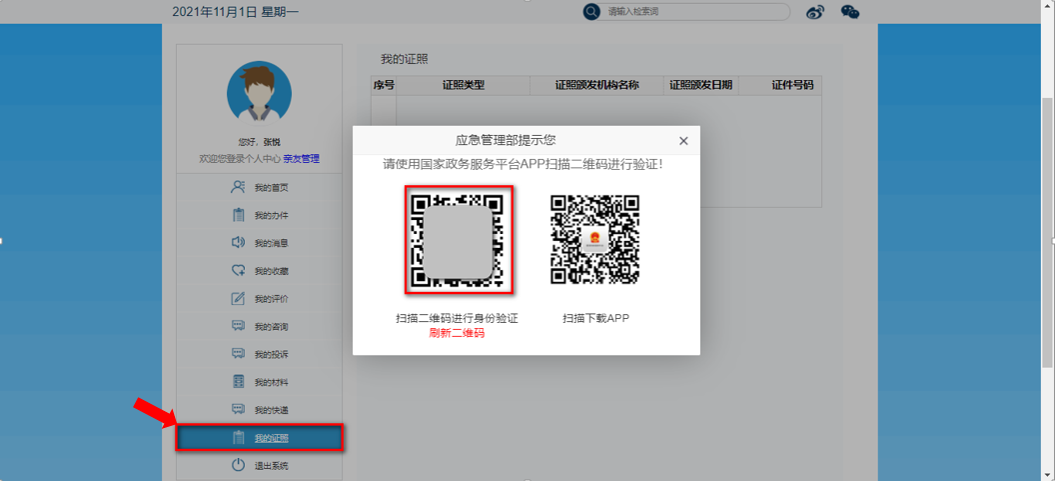 2021年11月1日 星期一
请输入检索词
您好，张悦
欢迎您登录个人中心 亲友管理
我的首页
我的办件
我的消息
我的收藏
我的评价
我的咨询
我的投诉
我的材料
我的快递
我的证照
退出系统
我的证照
序号 证照类型 证照颁发机构名称 证照颁发日期 证件号码
应急管理部提示您
请使用国家政务服务平台APP扫描二维码进行验证！
扫描二维码进行身份验证
刷新二维码
扫描下载APP